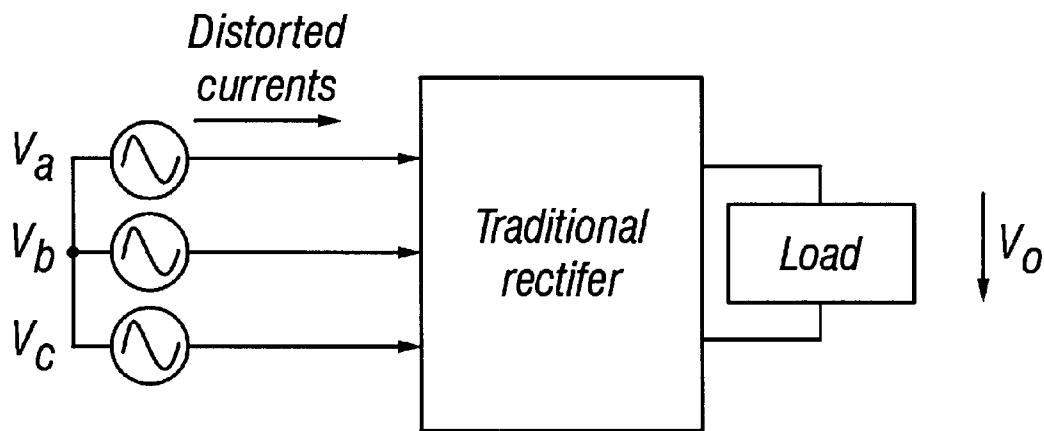 Distorted
currents
Va
Vb
Vc
Traditional
rectifer
Load
Vo